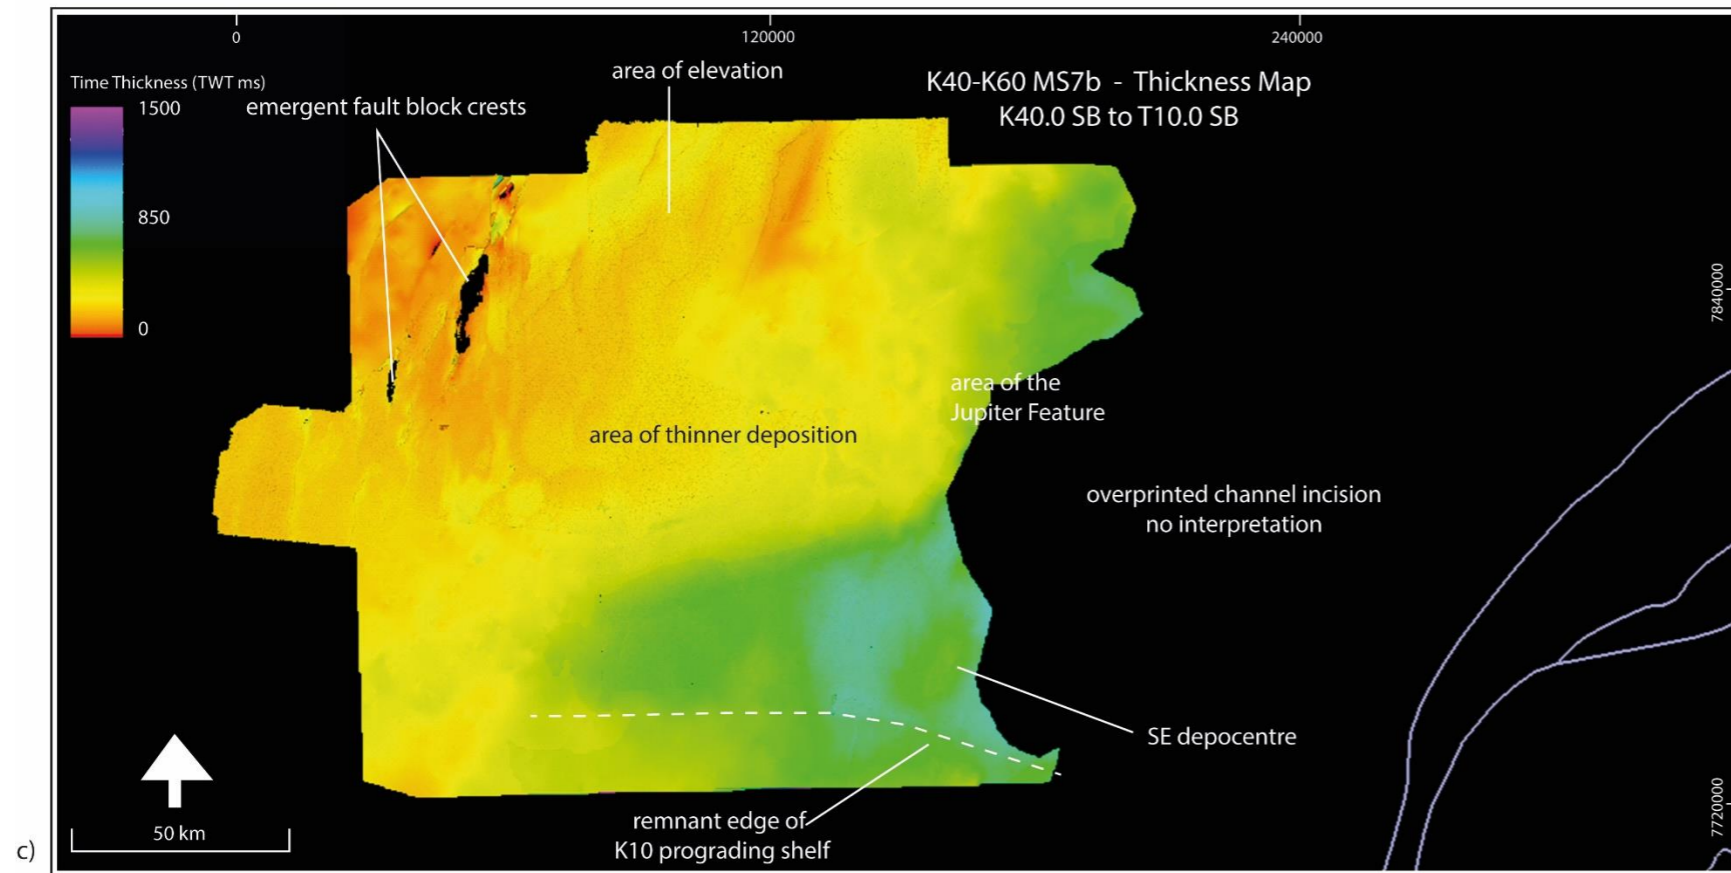 c)
0
120000
240000
Time Thickness (TWT ms)
1500
850
0
emergent fault block crests
area of elevation
K40-K60 MS7b - Thickness Map
K40.0 SB to T10.0 SB
7840000
area of the
Jupiter Feature
area of thinner deposition
overprinted channel incision
no interpretation
SE depocentre
remnant edge of
K10 prograding shelf
50 km
7720000